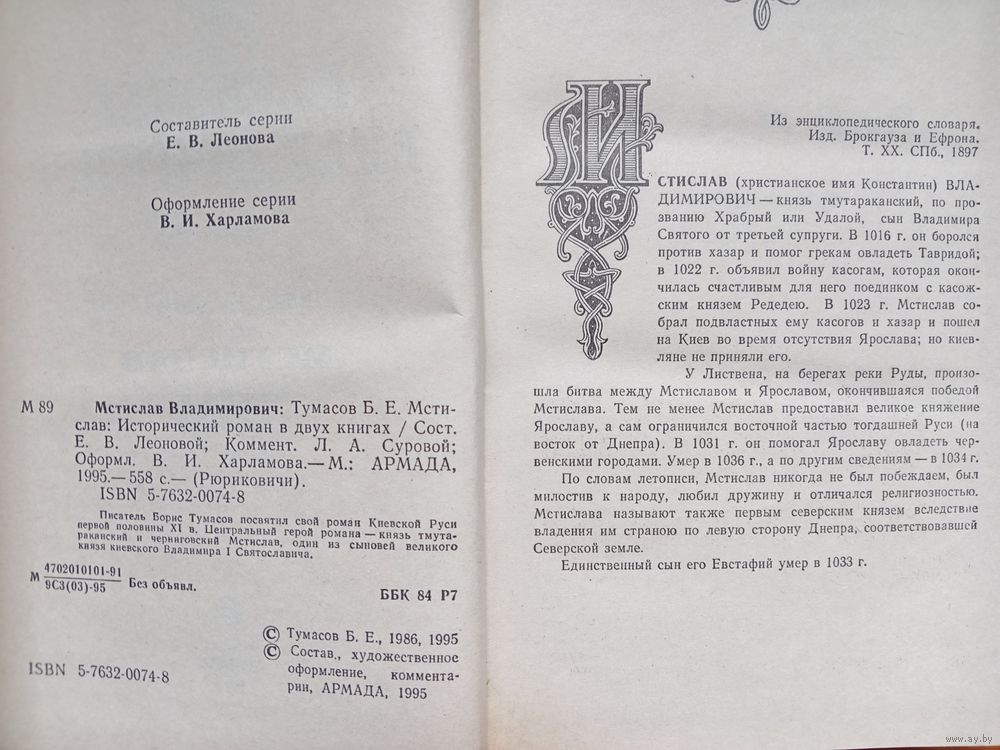 Составитель серии
Е. В. Леонова
Оформление серии
В. И. Харламова
М 89
Мстислав Владимирович: Тумасов Б. Е. Мсти-
слав: Исторический роман в двух книгах / Сост.
Е. В. Леоновой; Коммент. Л. А. Суровой;
Оформл. В. И. Харламова.— М.: АРМАДА,
1995.— 558 с.— (Рюриковичи).
ISBN 5-7632-0074-8
Писатель Борис Тумасов посвятил свой роман Киевской Руси
первой половины XI в. Центральный герой романа — князь тмута-
раканский и черниговский Мстислав, один из сыновей великого
князя киевского Владимира I Святославича.
М 4702010101-91
9С3(03)-95 Без объявл.
ББК 84 Р7
© Тумасов Б. Е., 1986, 1995
© Состав., художественное
оформление, коммента-
рии, АРМАДА, 1995
ISBN 5-7632-0074-8
Из энциклопедического словаря.
Изд. Брокгауза и Ефрона.
Т. XX. СПб., 1897
МСТИСЛАВ (христианское имя Константин) ВЛА-
ДИМИРОВИЧ — князь тмутараканский, по про-
званию Храбрый или Удалой, сын Владимира
Святого от третьей супруги. В 1016 г. он боролся
против хазар и помог грекам овладеть Тавридой;
в 1022 г. объявил войну касогам, которая окон-
чилась счастливым для него поединком с касож-
ским князем Редедею. В 1023 г. Мстислав со-
брал подвластных ему касогов и хазар и пошел
на Киев во время отсутствия Ярослава; но киев-
ляне не приняли его.
У Листвена, на берегах реки Руды, произо-
шла битва между Мстиславом и Ярославом, окончившаяся победой
Мстислава. Тем не менее Мстислав предоставил великое княжение
Ярославу, а сам ограничился восточной частью тогдашней Руси (на
восток от Днепра). В 1031 г. он помогал Ярославу овладеть чер-
венскими городами. Умер в 1036 г., а по другим сведениям — в 1034 г.
По словам летописи, Мстислав никогда не был побеждаем, был
милостив к народу, любил дружину и отличался религиозностью.
Мстислава называют также первым северским князем вследствие
владения им страною по левую сторону Днепра, соответствовавшей
Северской земле.
Единственный сын его Евстафий умер в 1033 г.
www.ay.by